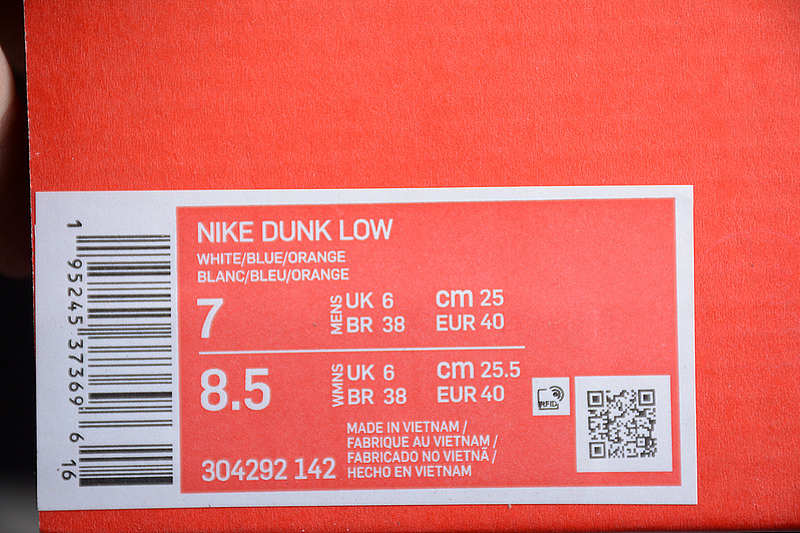 NIKE DUNK LOW
WHITE/BLUE/ORANGE
BLANC/BLEU/ORANGE
7 MENS UK 6 cm 25
BR 38 EUR 40
8.5 WMNS UK 6 cm 25.5
BR 38 EUR 40
RFID
MADE IN VIETNAM /
FABRIQUE AU VIETNAM /
FABRICADO NO VIETNÃ /
HECHO EN VIETNAM
304292 142
1 95245 37369 6 16